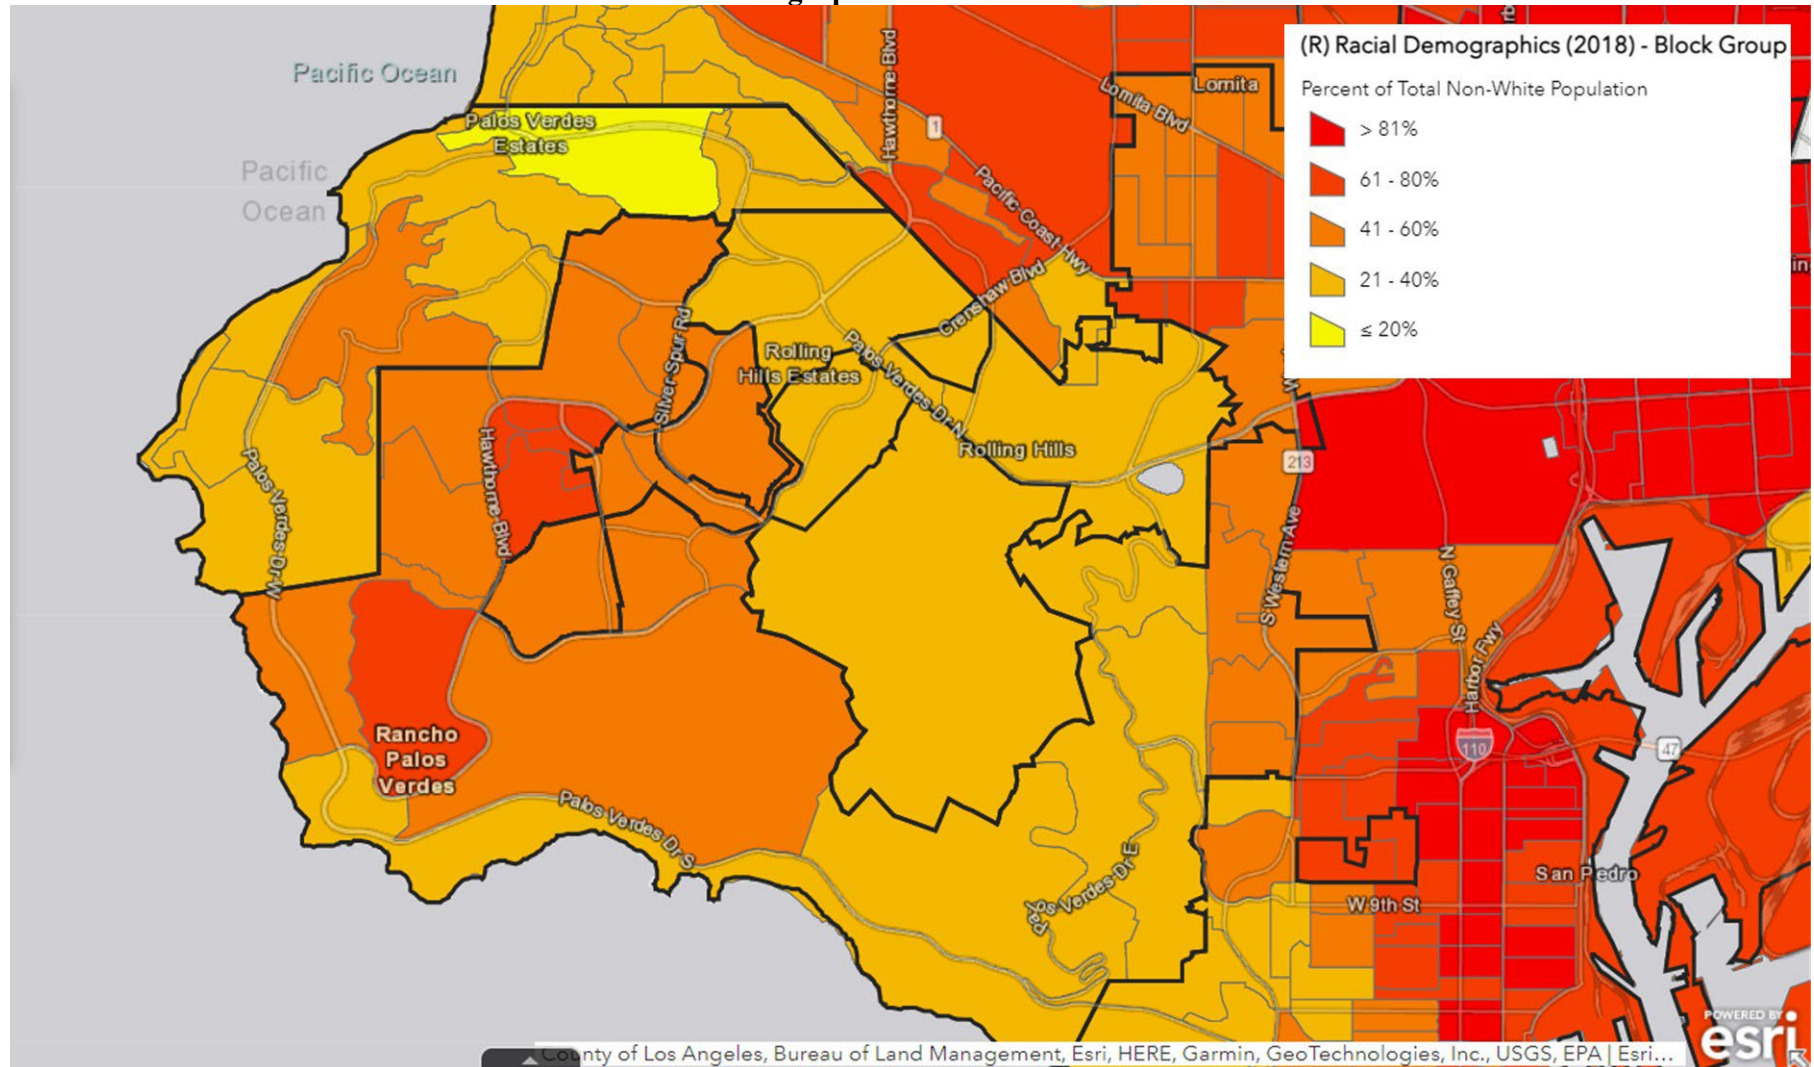 Pacific Ocean
Pacific
Ocean
Palos Verdes
Estates
Hawthorne Blvd
1
Lomita Blvd
Lomita
Pacific Coast Hwy
Crenshaw Blvd
(R) Racial Demographics (2018) - Block Group
Percent of Total Non-White Population
> 81%
61 - 80%
41 - 60%
21 - 40%
≤ 20%
Silver Spur Rd
Rolling
Hills Estates
Palos Verdes Dr N
Rolling Hills
Hawthorne Blvd
Palos Verdes Dr W
213
S Western Ave
N Gaffey St
Harbor Fwy
110
47
Rancho
Palos
Verdes
Palos Verdes Dr S
Palos Verdes Dr E
San Pedro
W 9th St
POWERED BY
esri
County of Los Angeles, Bureau of Land Management, Esri, HERE, Garmin, GeoTechnologies, Inc., USGS, EPA | Esri...